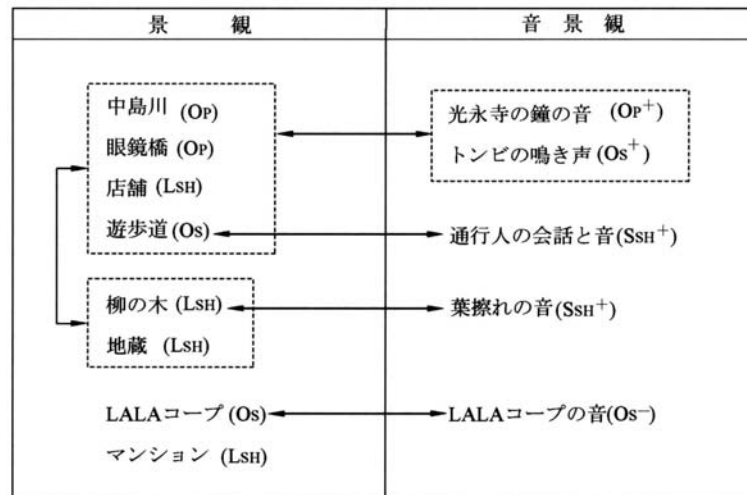 景 観
音 景 観
中島川 (OP)
眼鏡橋 (OP)
店舗 (LSH)
遊歩道 (OS)
光永寺の鐘の音 (OP+)
トンビの鳴き声 (OS+)
通行人の会話と音 (SSH+)
柳の木 (LSH)
地蔵 (LSH)
葉擦れの音 (SSH+)
LALAコープ (OS)
マンション (LSH)
LALAコープの音 (OS−)